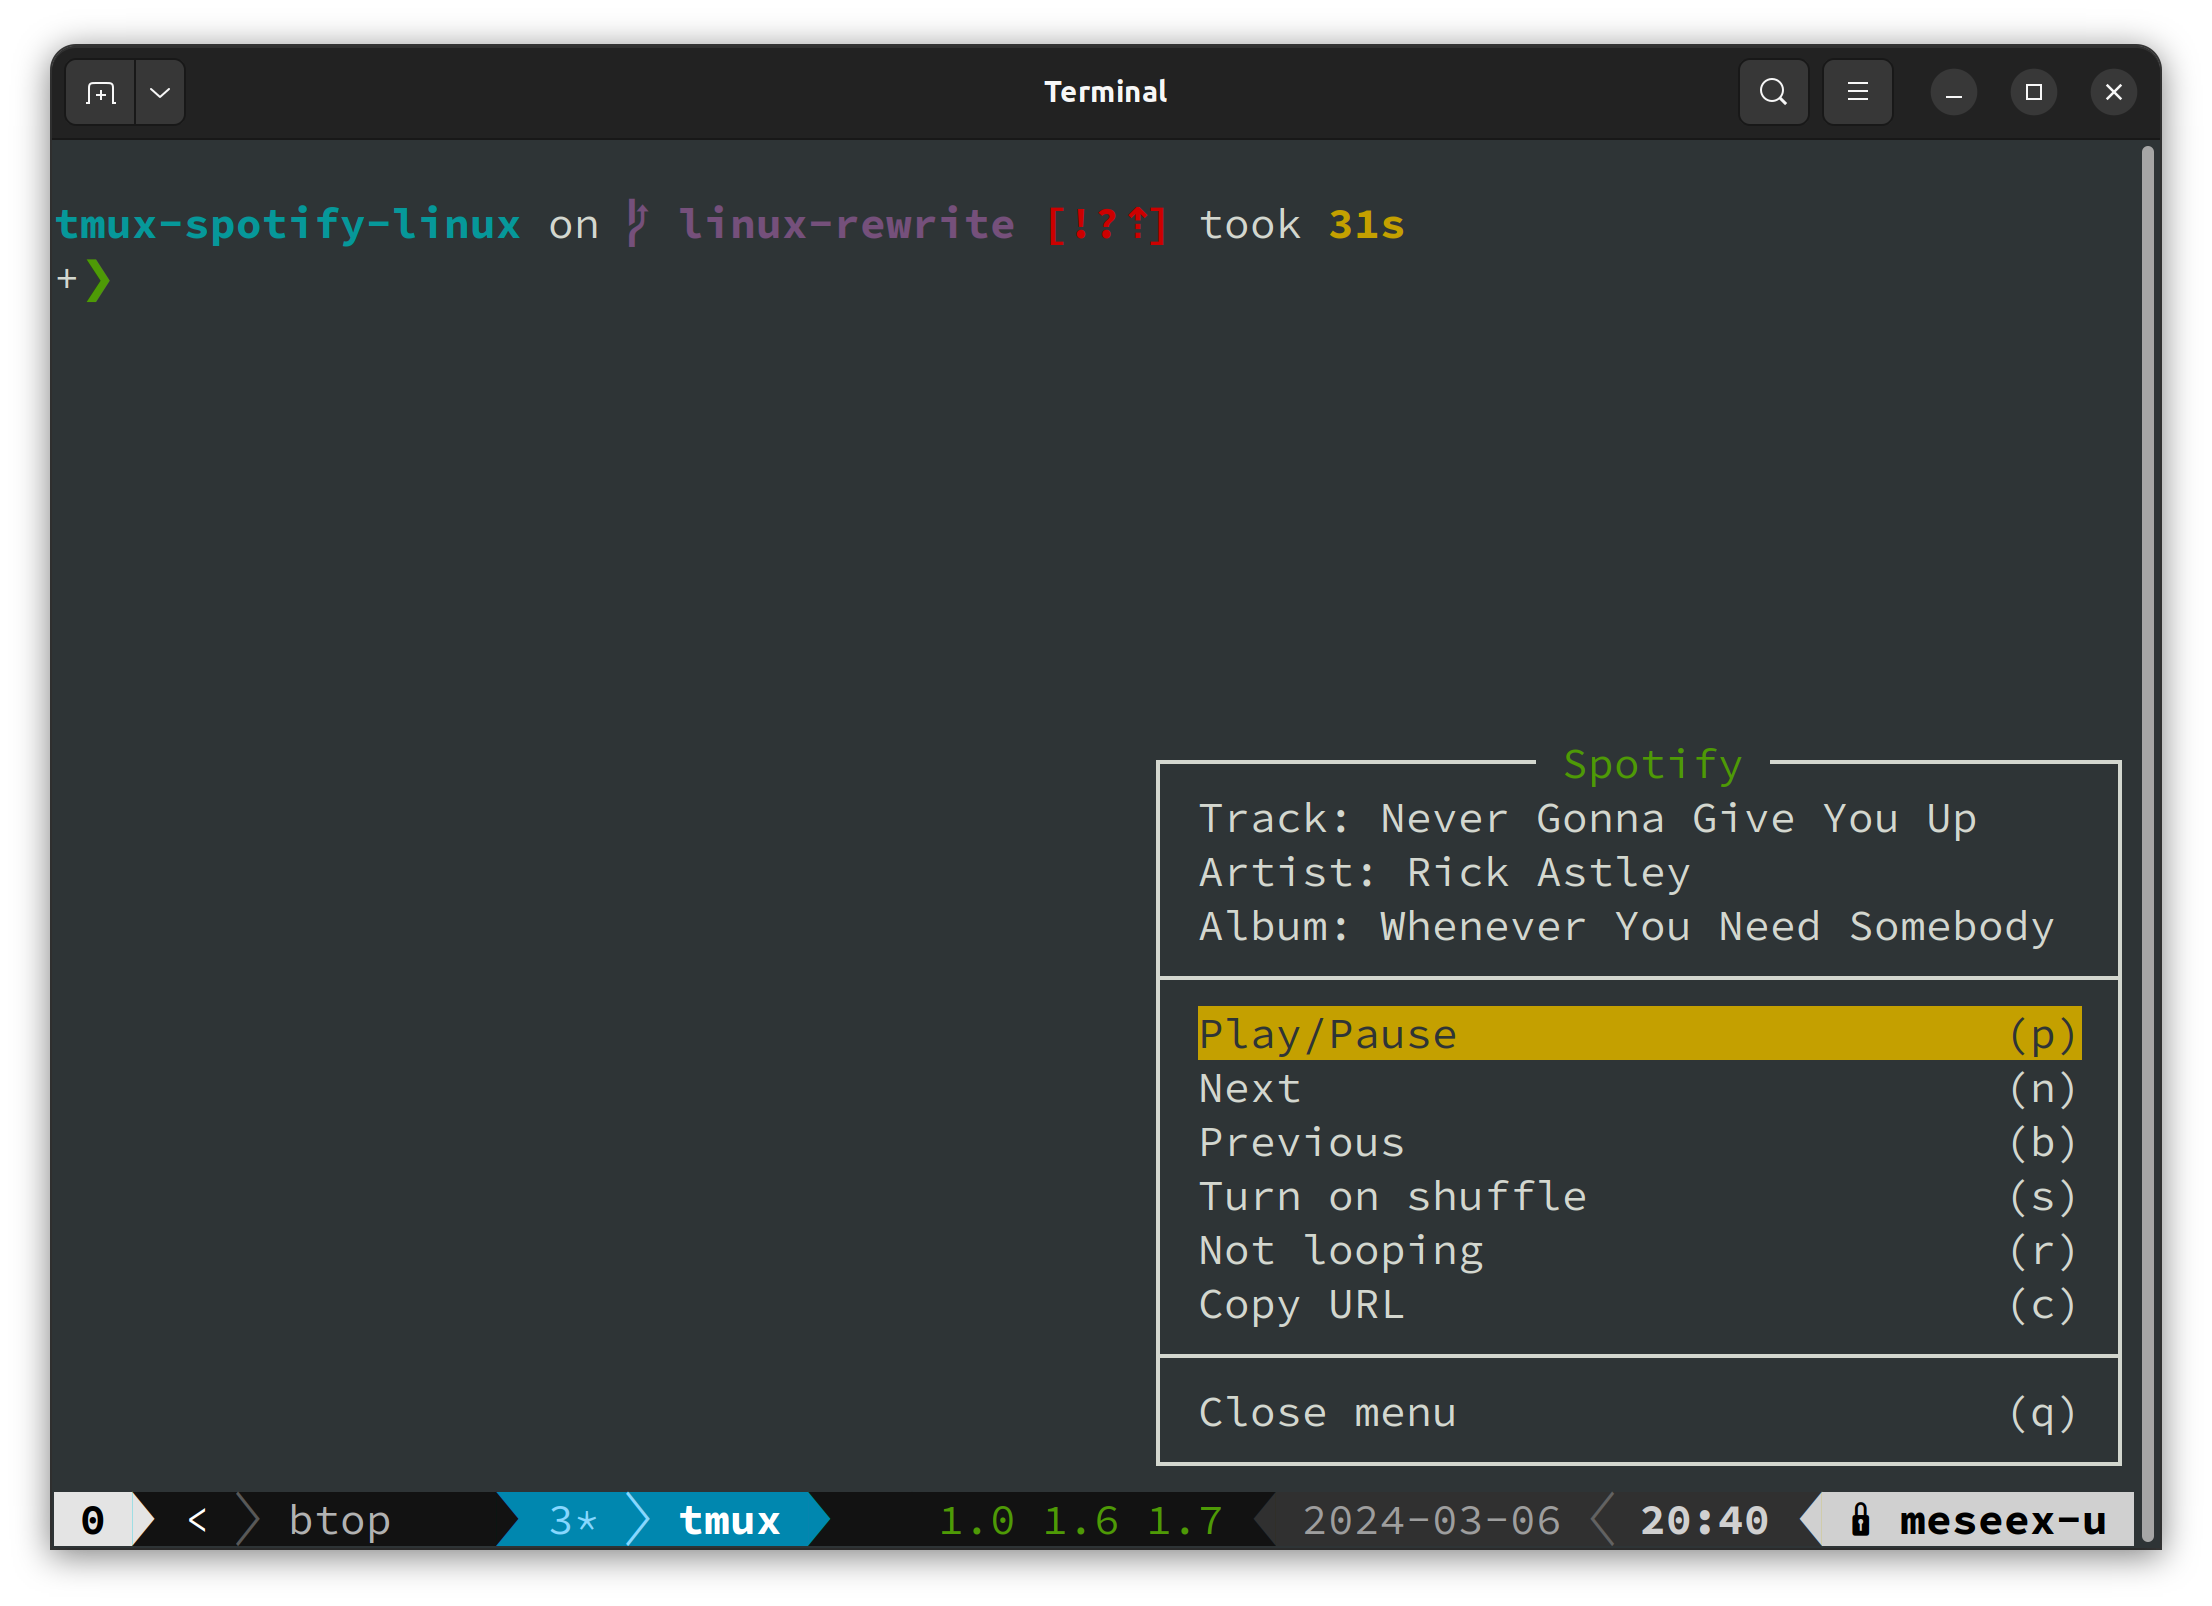 Terminal
tmux-spotify-linux on linux-rewrite [!?⇡] took 31s
+❯
Spotify
Track: Never Gonna Give You Up
Artist: Rick Astley
Album: Whenever You Need Somebody
Play/Pause (p)
Next (n)
Previous (b)
Turn on shuffle (s)
Not looping (r)
Copy URL (c)
Close menu (q)
0 < btop 3* tmux 1.0 1.6 1.7 2024-03-06 20:40 meseex-u